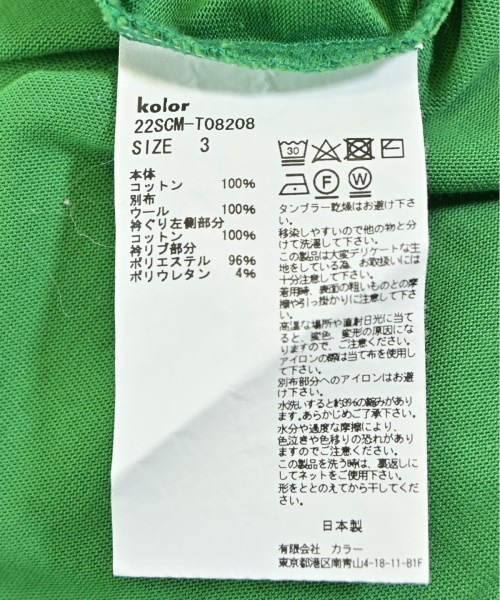 kolor
22SCM-T08208
SIZE 3
本体
コットン 100%
別布
ウール 100%
衿ぐり左側部分
コットン 100%
衿リブ部分
ポリエステル 96%
ポリウレタン 4%
30
F
W
タンブラー乾燥はお避け下さ
い。
移染しやすいので他の物と分
けて洗濯して下さい。
この製品は大変デリケートな生
地をしている為、お取扱いには
十分注意して下さい。
着用時、表面の粗いものとの摩
擦や引っ掛かりに注意して下さ
い。
高温な場所や直射日光に当て
ると、変色、変形の原因にな
りますので、ご注意ください。
アイロンの際は当て布を使用し
て下さい。
別布部分へのアイロンはお避け
下さい。
水洗いすると約3%の縮みがあり
ます。あらかじめご了承下さい。
水分や過度な摩擦により、
色泣きや色移りの恐れがあり
ますのでご注意下さい。
この製品を洗う時は、裏返しに
してネットをご使用下さい。
形をととのえてから干してくだ
さい。
日本製
有限会社 カラー
東京都港区南青山4-18-11-B1F